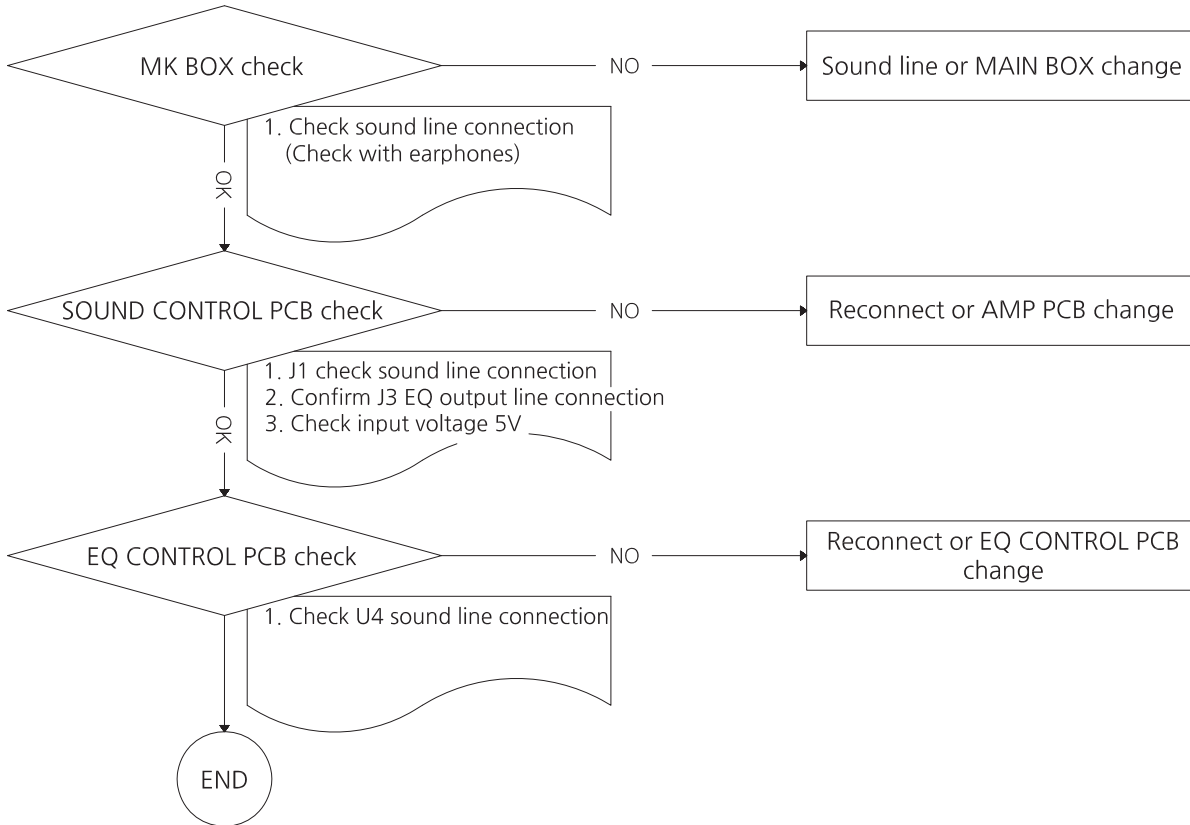 MK BOX check
NO
Sound line or MAIN BOX change
1. Check sound line connection
(Check with earphones)
OK
SOUND CONTROL PCB check
NO
Reconnect or AMP PCB change
1. J1 check sound line connection
2. Confirm J3 EQ output line connection
3. Check input voltage 5V
OK
EQ CONTROL PCB check
NO
Reconnect or EQ CONTROL PCB
change
1. Check U4 sound line connection
END